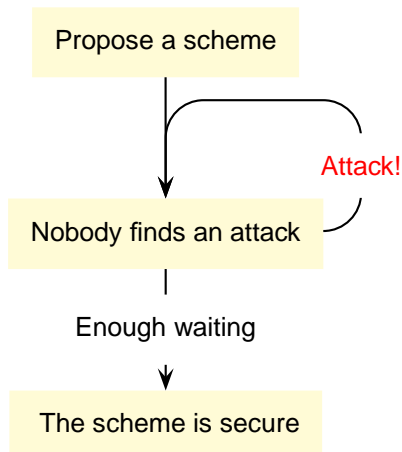 Propose a scheme
Attack!
Nobody finds an attack
Enough waiting
The scheme is secure